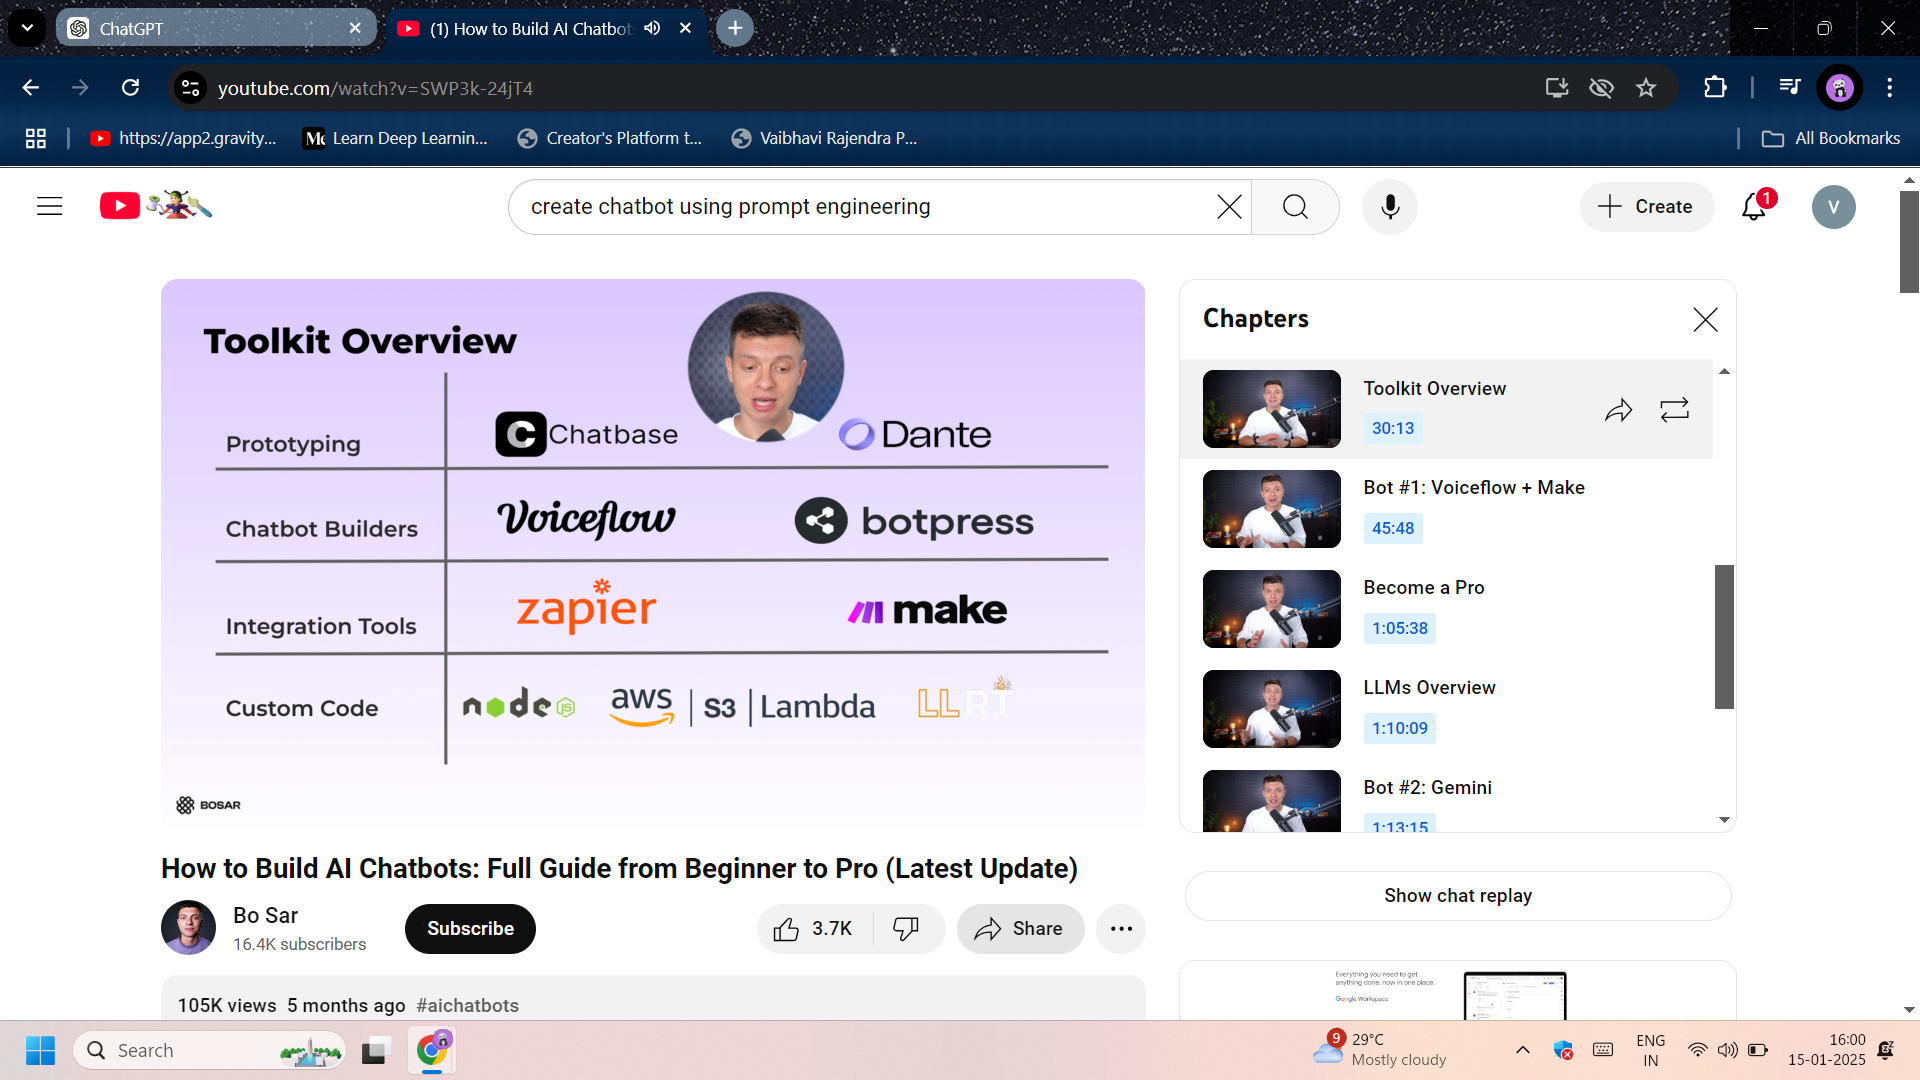 ChatGPT
(1) How to Build AI Chatbot
youtube.com/watch?v=SWP3k-24jT4
https://app2.gravity...
Learn Deep Learnin...
Creator's Platform t...
Vaibhavi Rajendra P...
All Bookmarks
create chatbot using prompt engineering
Create
1
V
Toolkit Overview
Prototyping
Chatbase
Dante
Chatbot Builders
Voiceflow
botpress
Integration Tools
zapier
make
Custom Code
node JS
aws | S3 | Lambda
LLRT
BOSAR
Chapters
Toolkit Overview
30:13
Bot #1: Voiceflow + Make
45:48
Become a Pro
1:05:38
LLMs Overview
1:10:09
Bot #2: Gemini
1:13:15
How to Build AI Chatbots: Full Guide from Beginner to Pro (Latest Update)
Bo Sar
16.4K subscribers
Subscribe
3.7K
Share
Show chat replay
105K views 5 months ago #aichatbots
Everything you need to get
anything done, now in one place.
Google Workspace
Search
9
29°C
Mostly cloudy
ENG
IN
16:00
15-01-2025